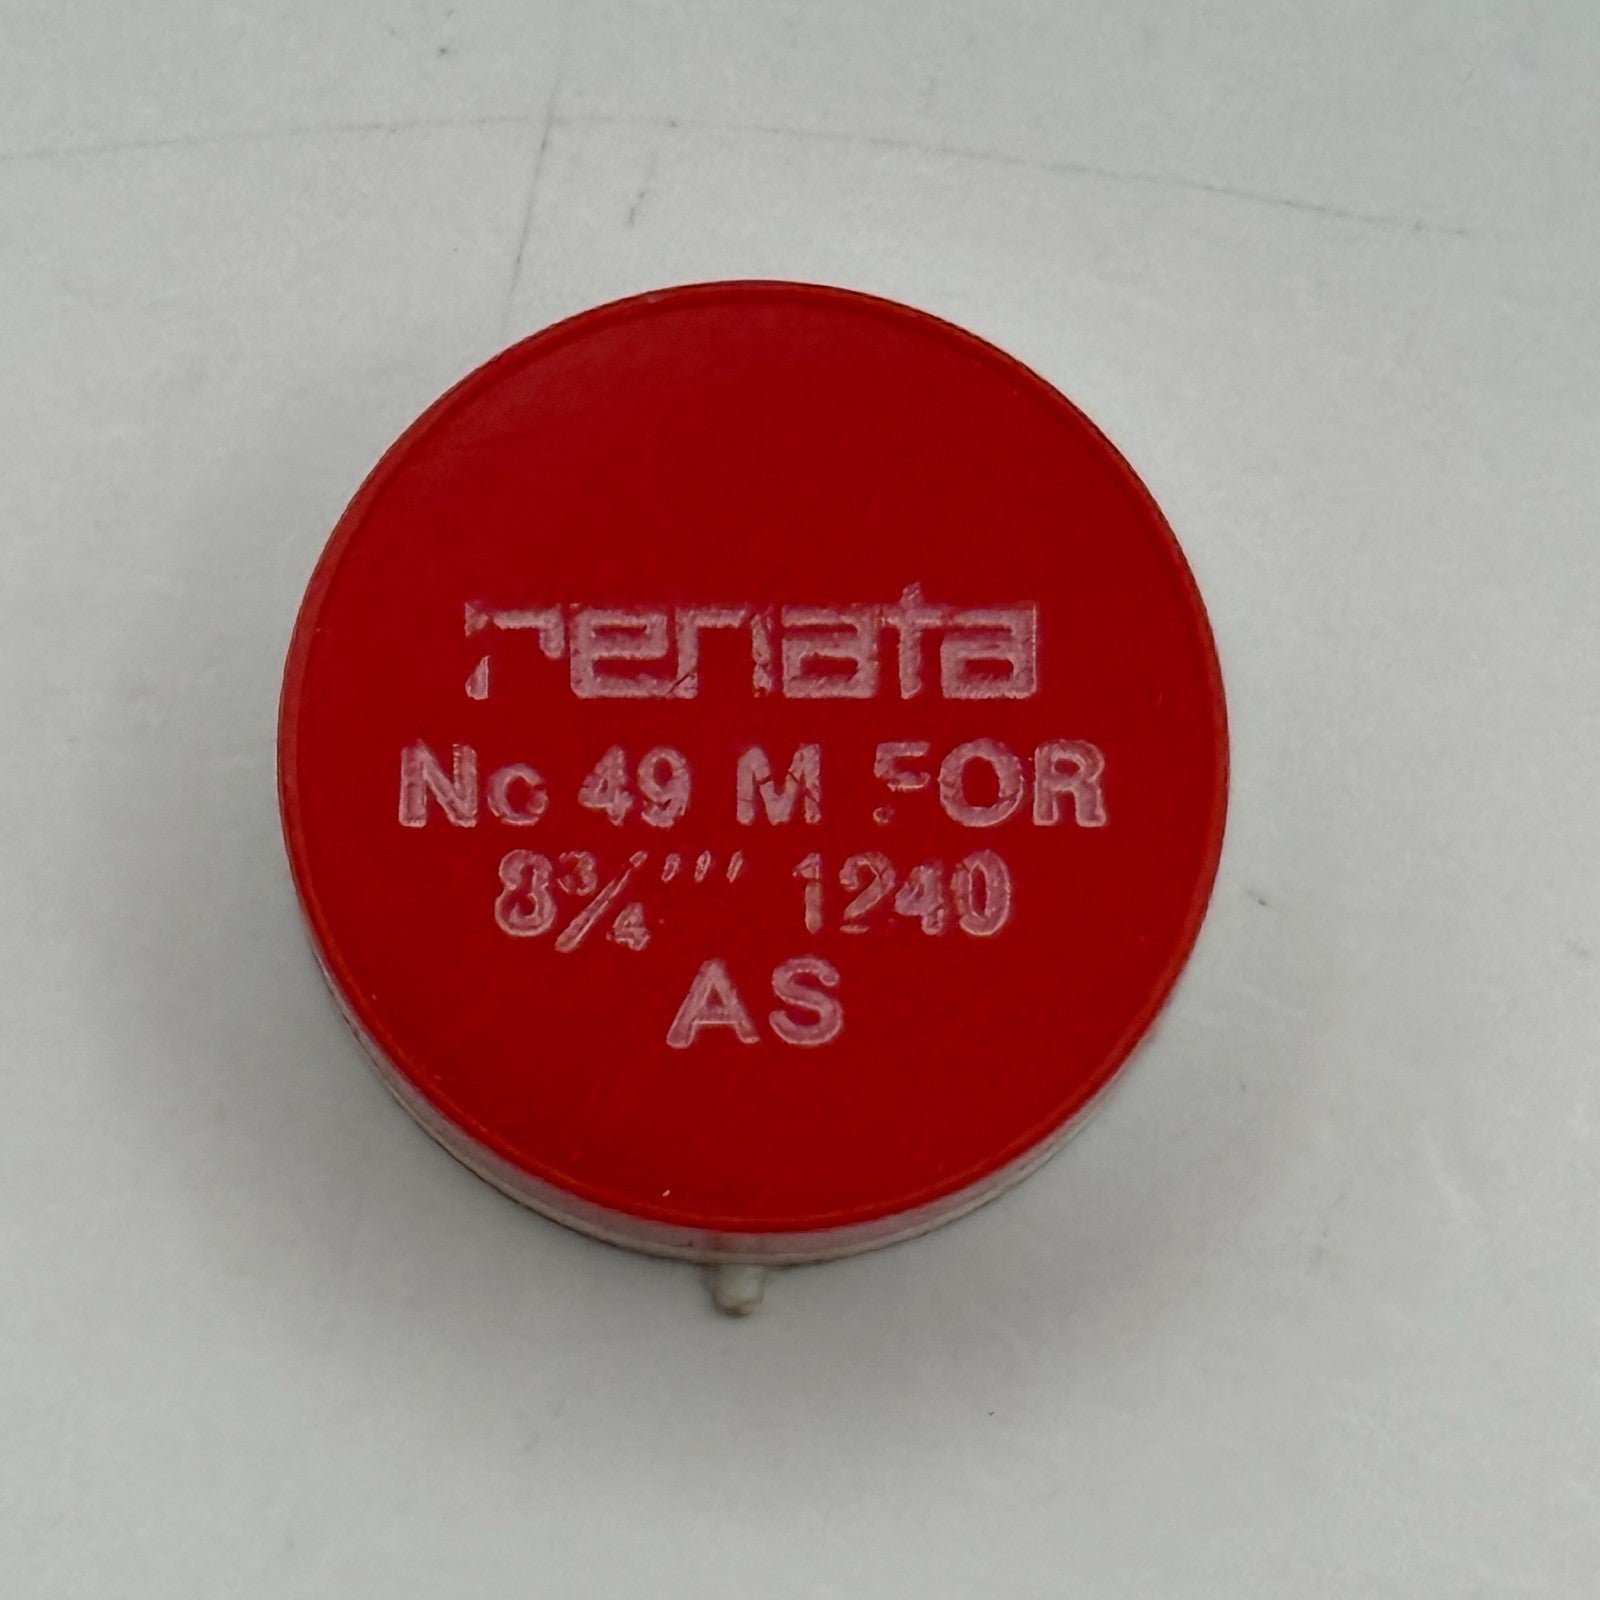 renata
No 49 M FOR
8¾''' 1240
AS